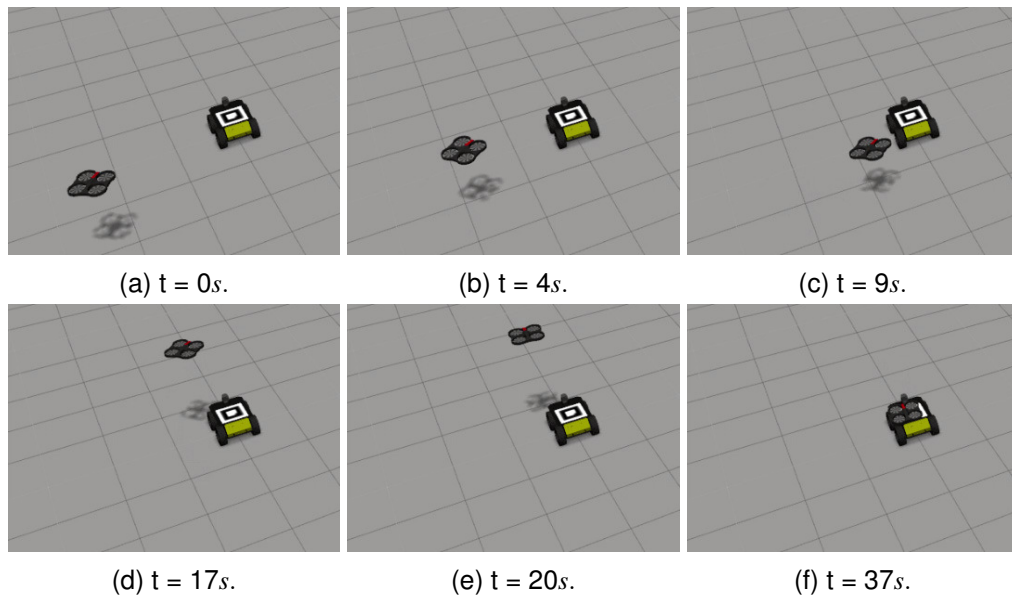 (a) t = 0s.
(b) t = 4s.
(c) t = 9s.
(d) t = 17s.
(e) t = 20s.
(f) t = 37s.